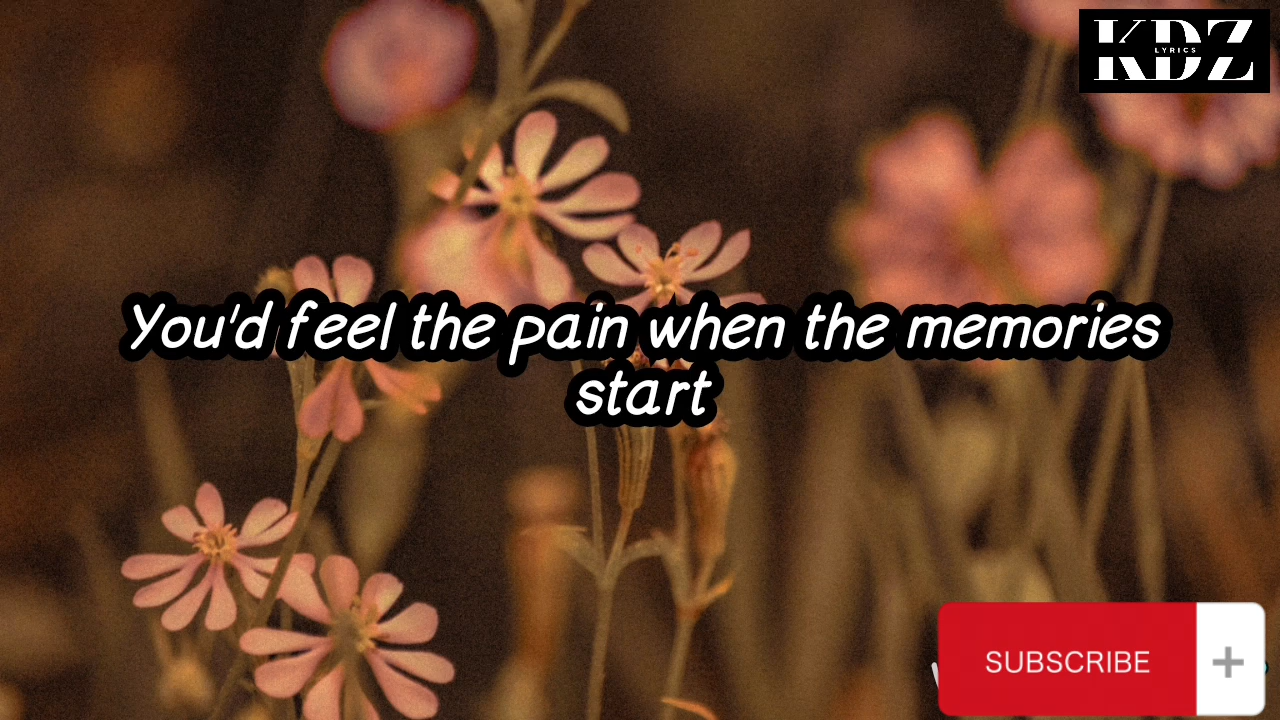 KDZ
LYRICS
You'd feel the pain when the memories
start
SUBSCRIBE